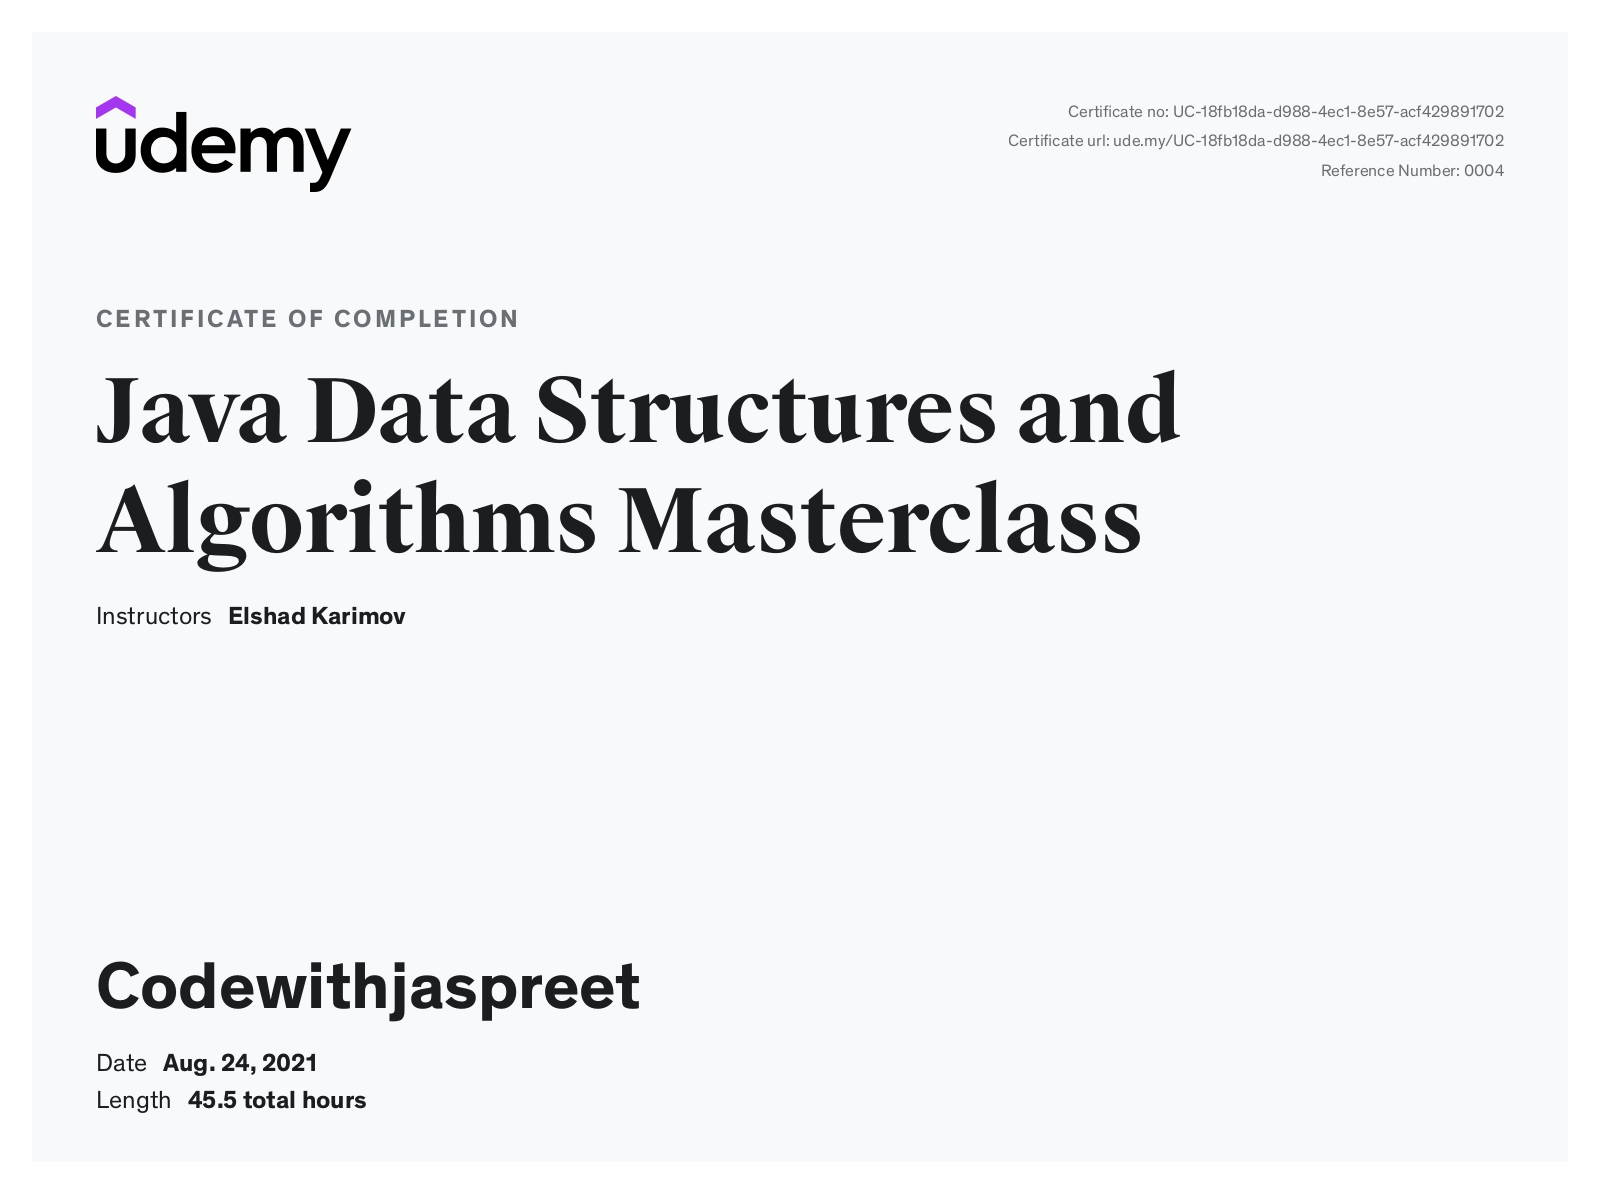 udemy
Certificate no: UC-18fb18da-d988-4ec1-8e57-acf429891702
Certificate url: ude.my/UC-18fb18da-d988-4ec1-8e57-acf429891702
Reference Number: 0004
CERTIFICATE OF COMPLETION
Java Data Structures and
Algorithms Masterclass
Instructors Elshad Karimov
Codewithjaspreet
Date Aug. 24, 2021
Length 45.5 total hours